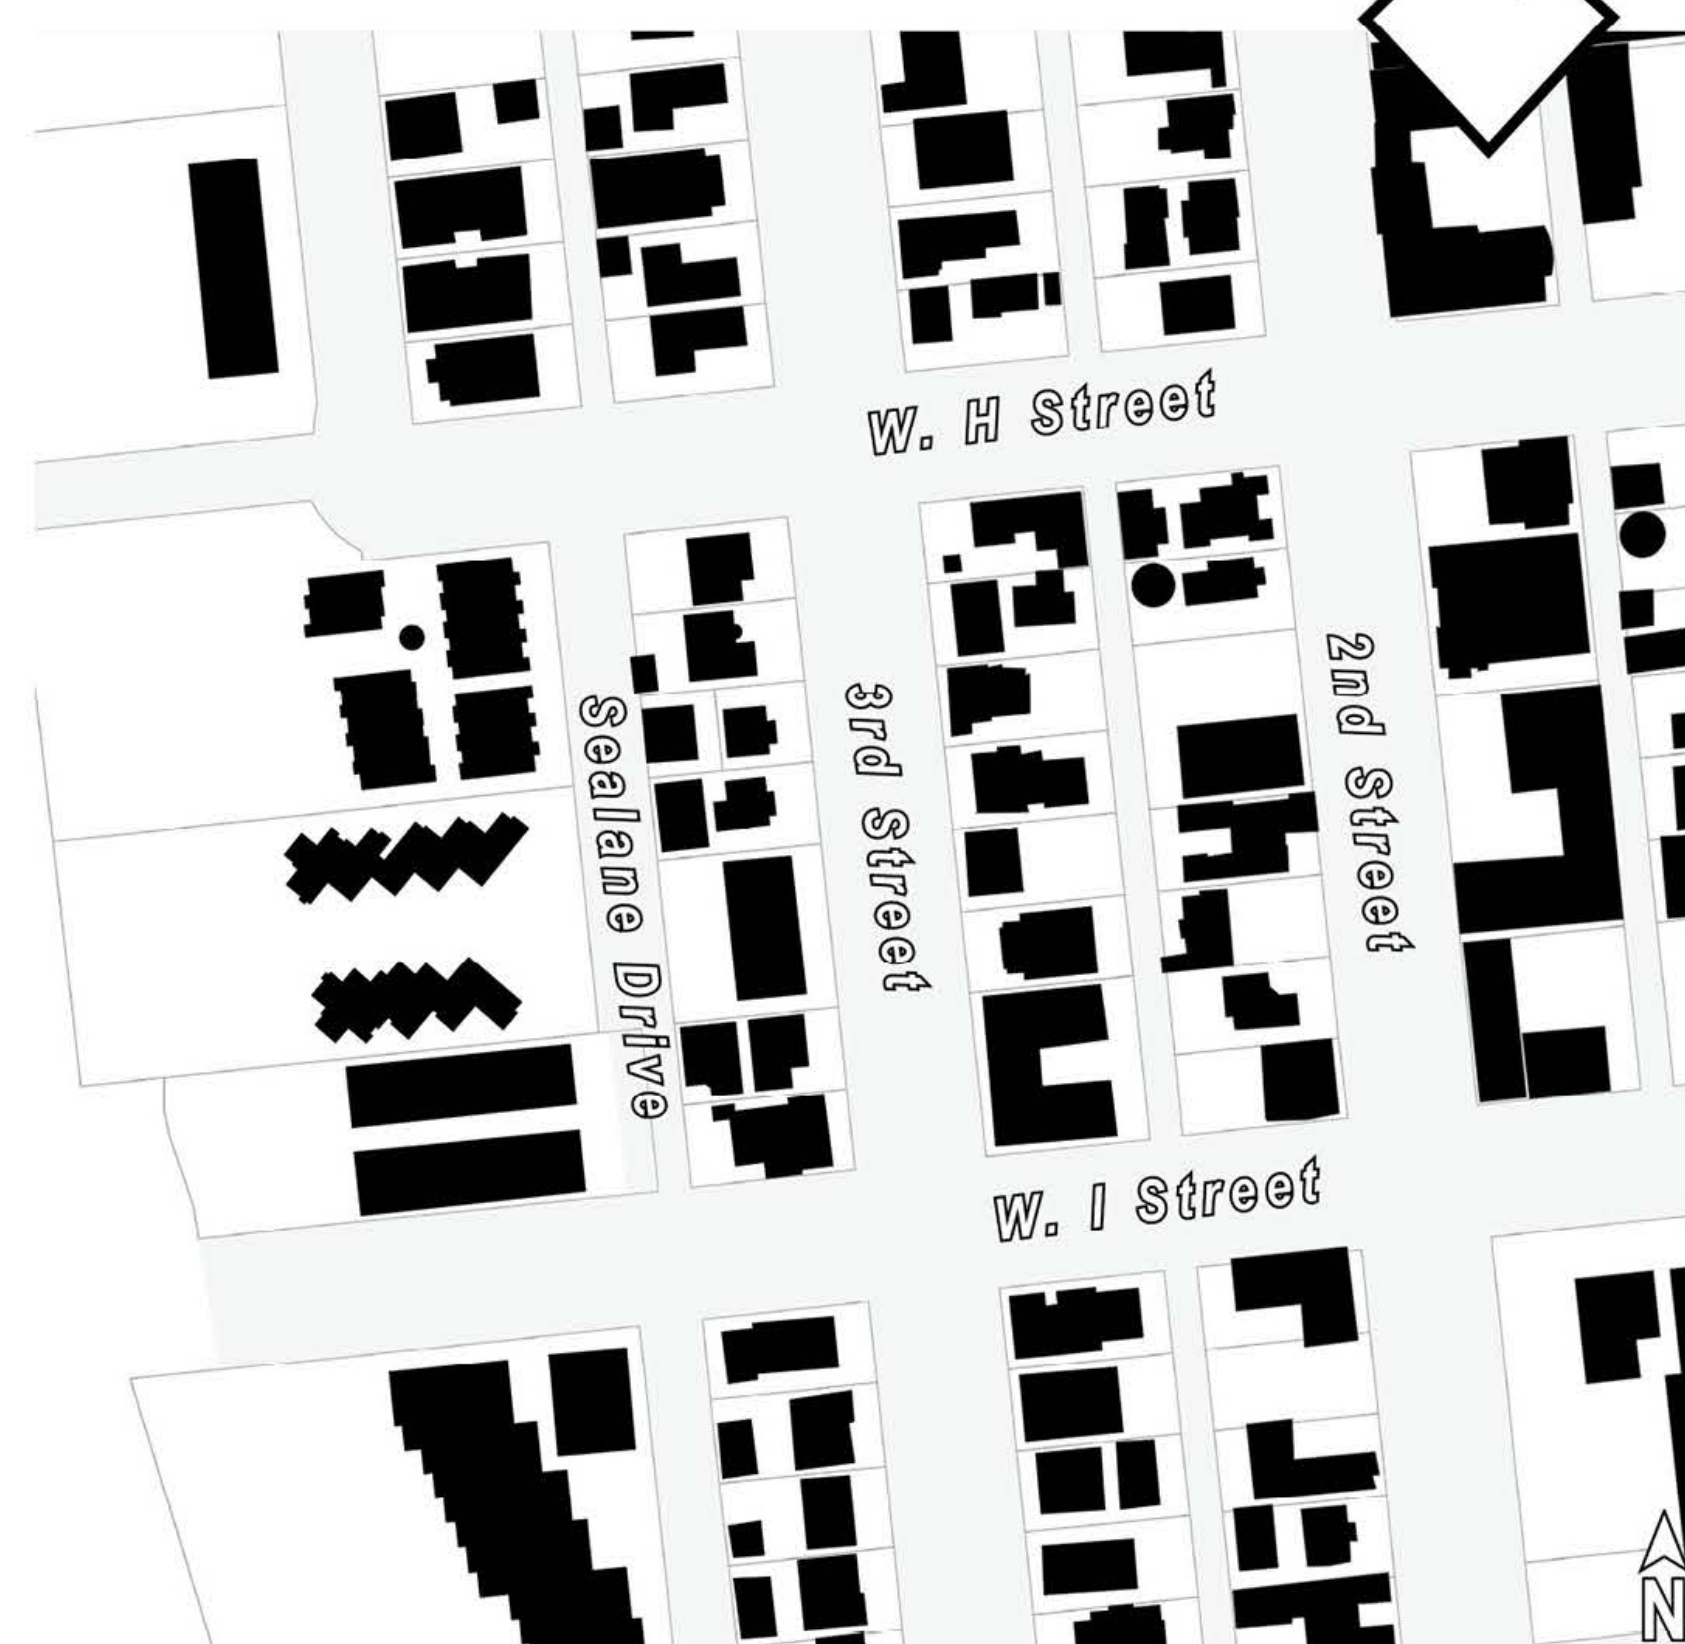 W. H Street
Sealane Drive
3rd Street
2nd Street
W. I Street
N